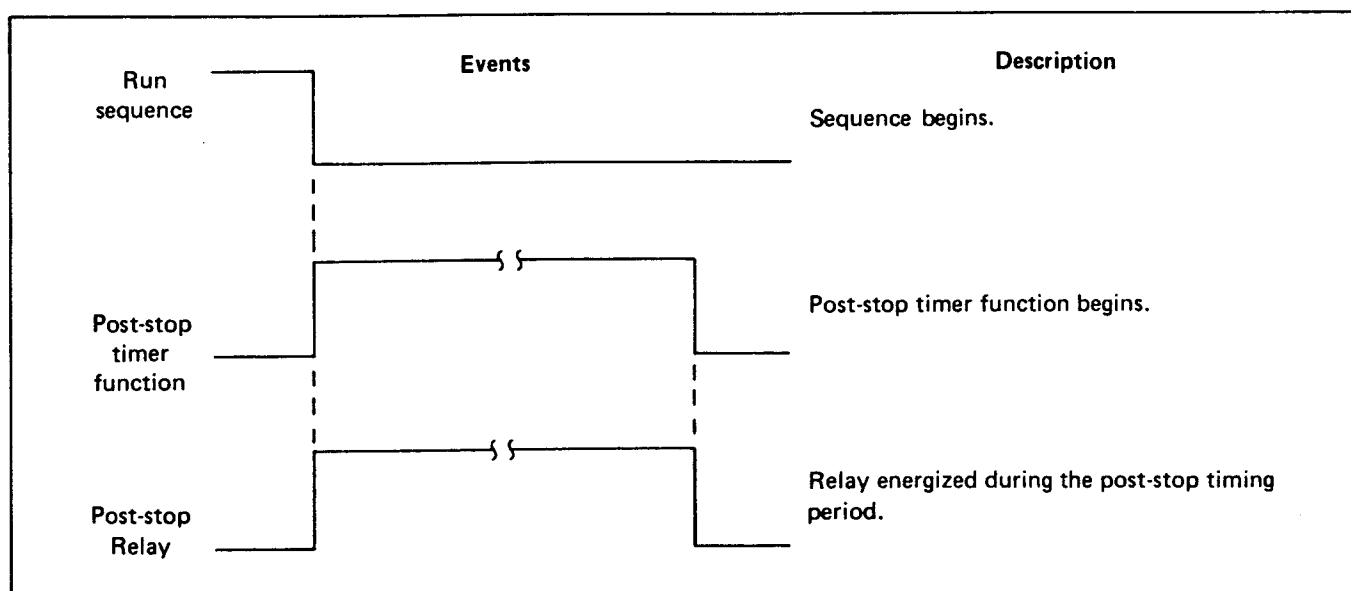 Events
Description
Run
sequence
Sequence begins.
Post-stop
timer
function
Post-stop timer function begins.
Post-stop
Relay
Relay energized during the post-stop timing
period.